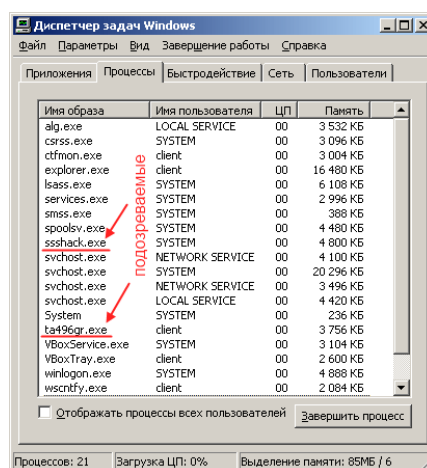 Диспетчер задач Windows
Файл Параметры Вид Завершение работы Справка
Приложения Процессы Быстродействие Сеть Пользователи
Имя образа Имя пользователя ЦП Память
alg.exe LOCAL SERVICE 00 3 532 КБ
csrss.exe SYSTEM 00 3 096 КБ
ctfmon.exe client 00 3 004 КБ
explorer.exe client 00 16 480 КБ
lsass.exe SYSTEM 00 6 108 КБ
services.exe SYSTEM 00 2 996 КБ
smss.exe SYSTEM 00 388 КБ
spoolsv.exe SYSTEM 00 4 480 КБ
ssshack.exe SYSTEM 00 4 800 КБ
svchost.exe NETWORK SERVICE 00 4 100 КБ
svchost.exe SYSTEM 00 20 296 КБ
svchost.exe NETWORK SERVICE 00 3 496 КБ
svchost.exe LOCAL SERVICE 00 4 420 КБ
System SYSTEM 00 236 КБ
ta496gr.exe client 00 3 756 КБ
VBoxService.exe SYSTEM 00 3 104 КБ
VBoxTray.exe client 00 2 600 КБ
winlogon.exe SYSTEM 00 4 888 КБ
wscntfy.exe client 00 2 084 КБ
подозреваемые
Отображать процессы всех пользователей Завершить процесс
Процессов: 21 Загрузка ЦП: 0% Выделение памяти: 85МБ / 6